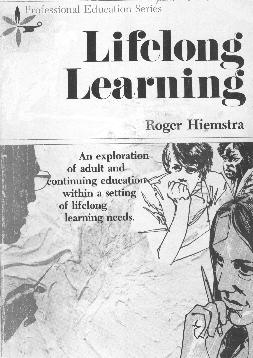 Professional Education Series
Lifelong
Learning
Roger Hiemstra
An exploration
of adult and
continuing education
within a setting
of lifelong
learning needs.